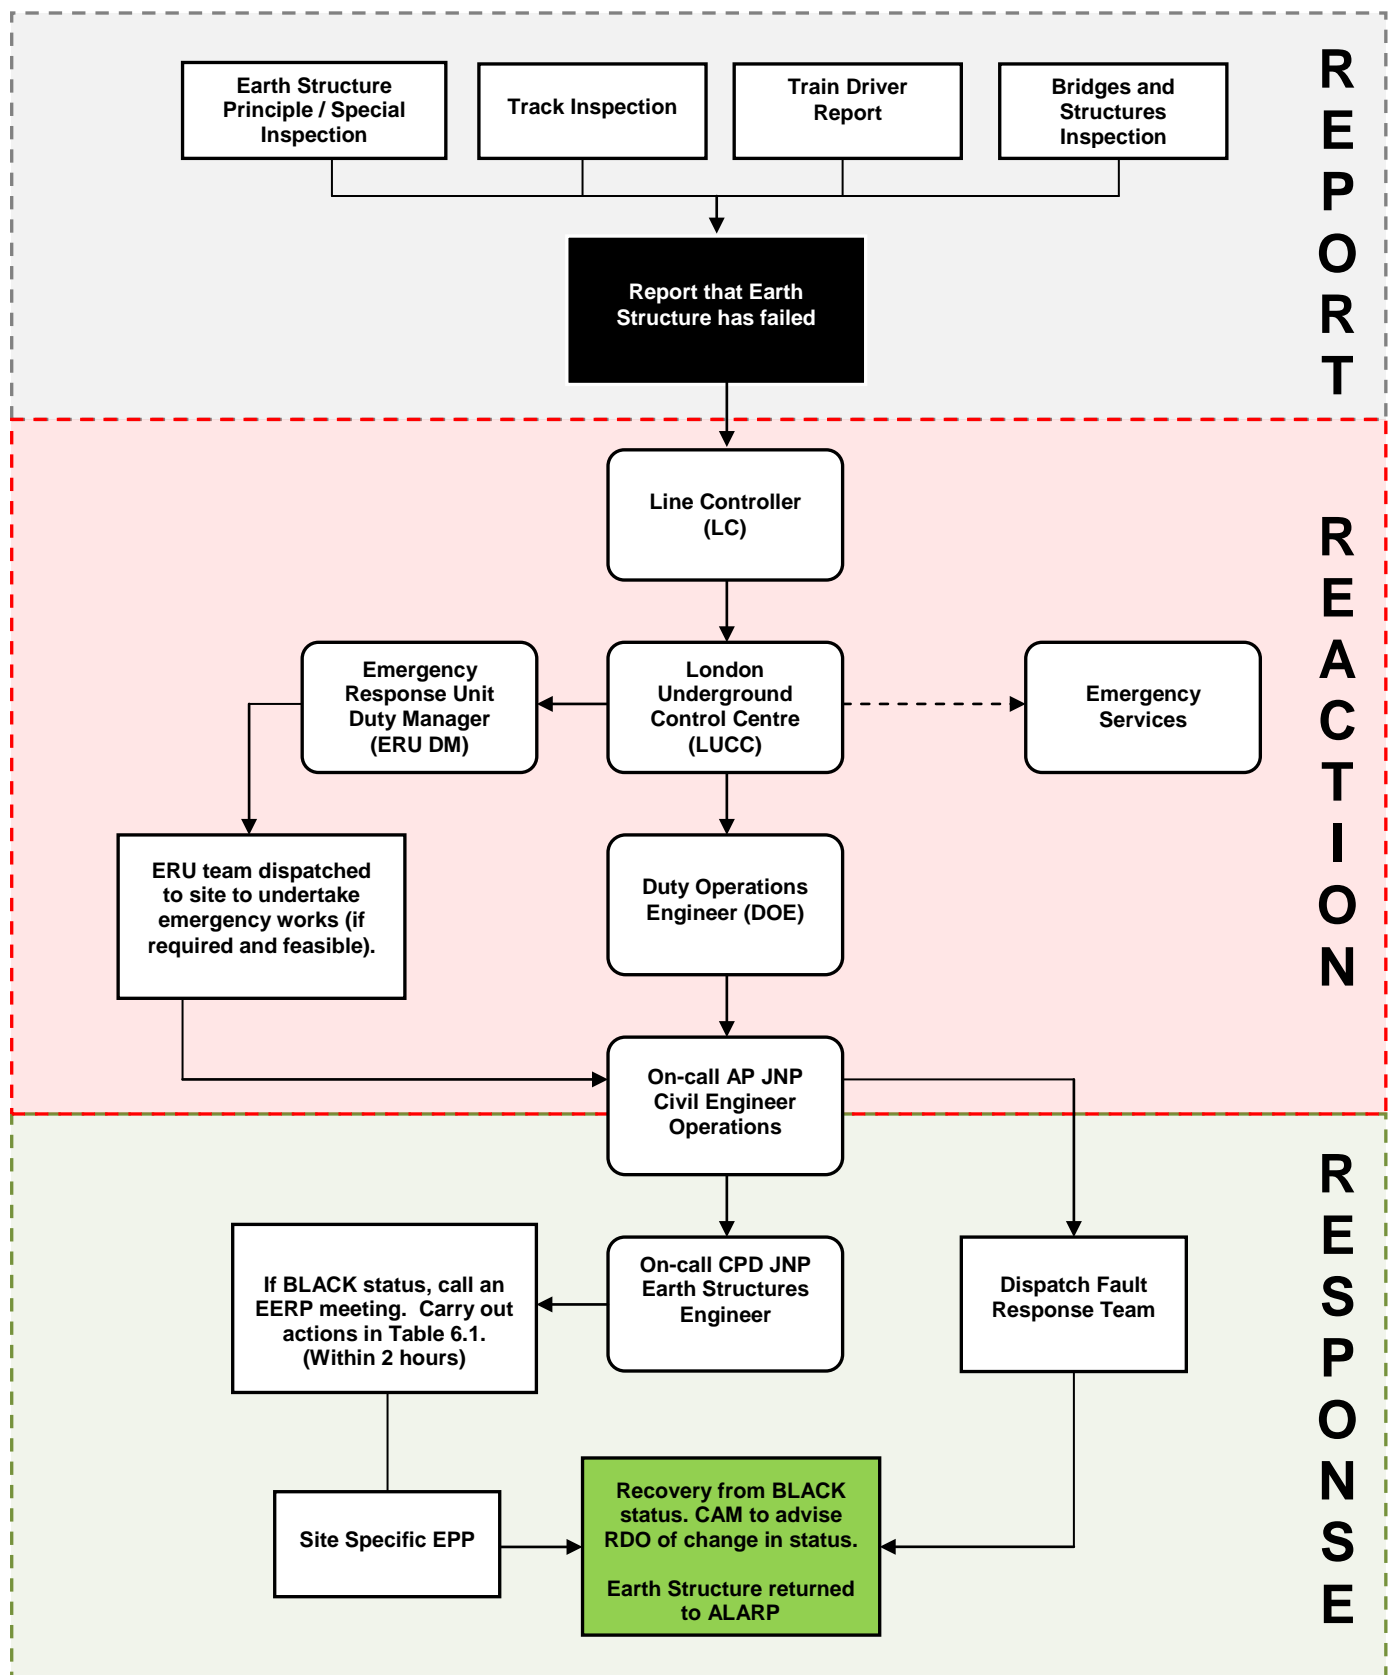 Earth Structure
Principle / Special
Inspection
Track Inspection
Train Driver
Report
Bridges and
Structures
Inspection
Report that Earth
Structure has failed
REPORT
Line Controller
(LC)
Emergency
Response Unit
Duty Manager
(ERU DM)
London
Underground
Control Centre
(LUCC)
Emergency
Services
ERU team dispatched
to site to undertake
emergency works (if
required and feasible).
Duty Operations
Engineer (DOE)
REACTION
On-call AP JNP
Civil Engineer
Operations
If BLACK status, call an
EERP meeting.  Carry out
actions in Table 6.1.
(Within 2 hours)
On-call CPD JNP
Earth Structures
Engineer
Dispatch Fault
Response Team
Site Specific EPP
Recovery from BLACK
status. CAM to advise
RDO of change in status.
Earth Structure returned
to ALARP
RESPONSE